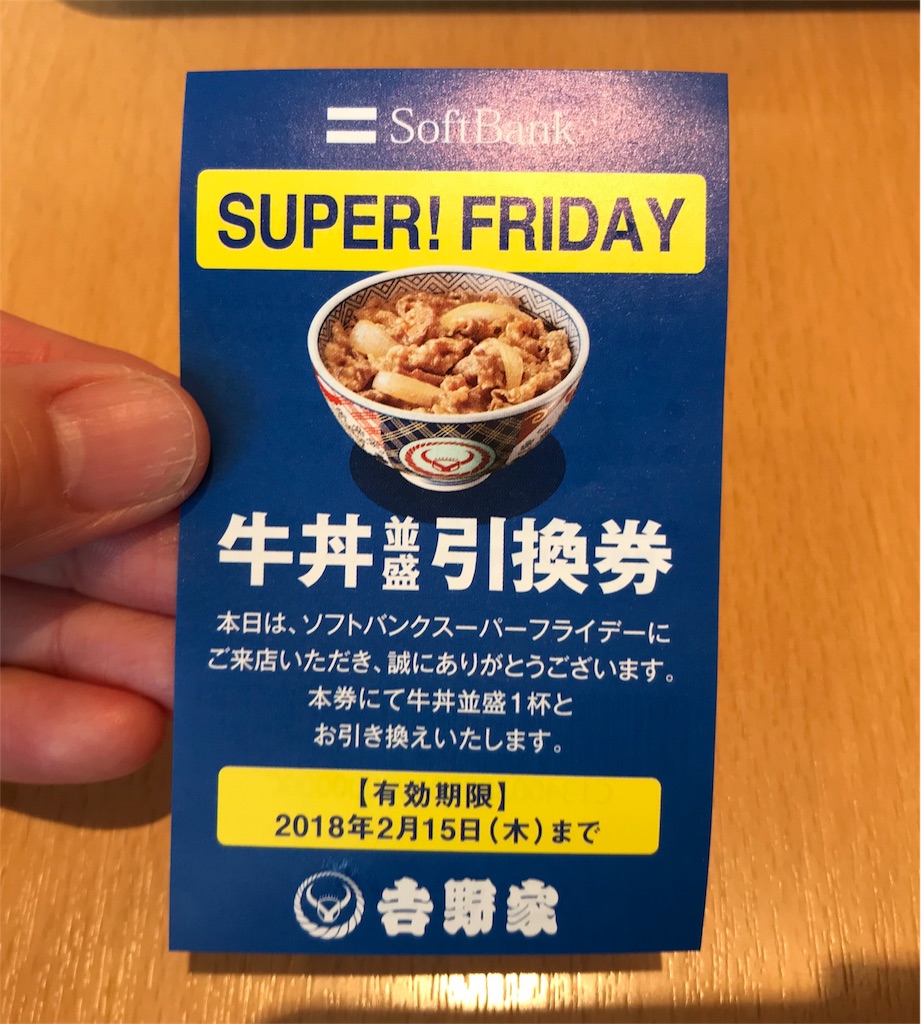 SoftBank
SUPER! FRIDAY
牛丼並盛引換券
本日は、ソフトバンクスーパーフライデーに
ご来店いただき、誠にありがとうございます。
本券にて牛丼並盛1杯と
お引き換えいたします。
【有効期限】
2018年2月15日(木)まで
吉野家